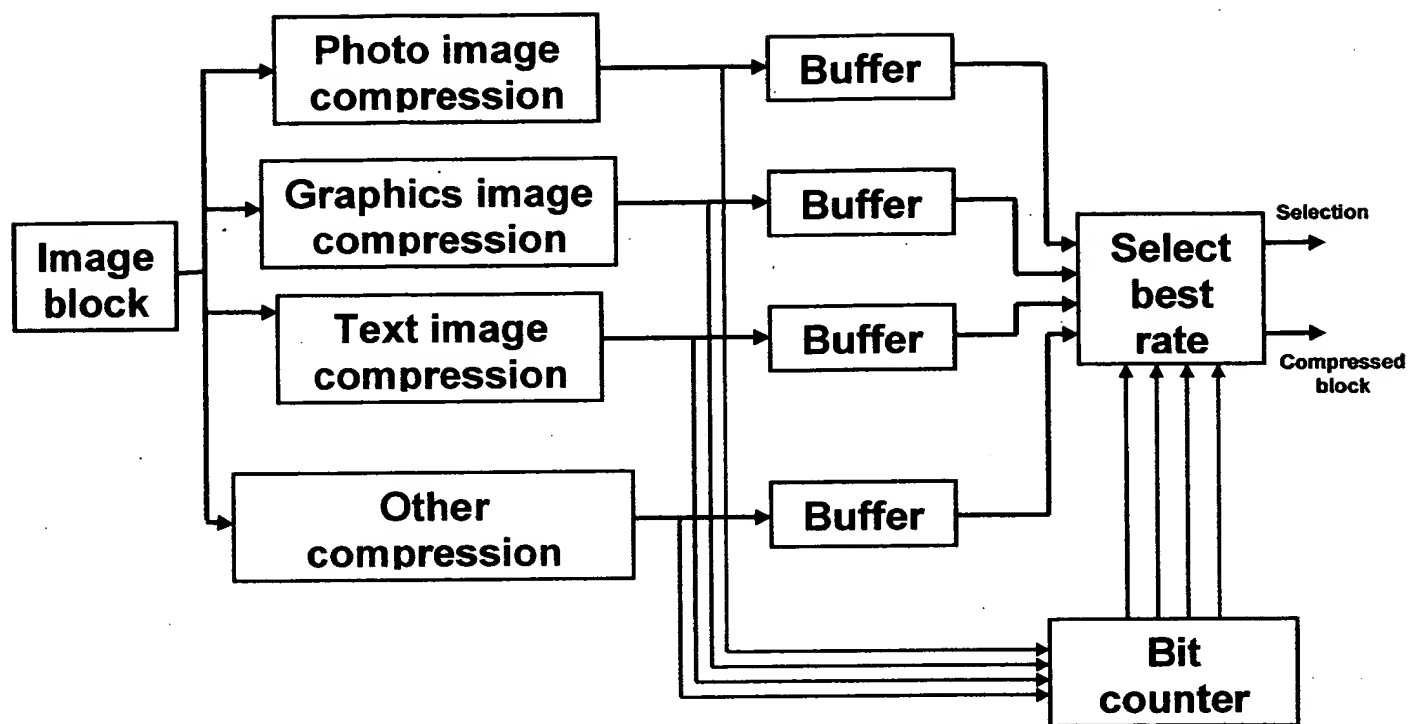 Image
block
Photo image
compression
Graphics image
compression
Text image
compression
Other
compression
Buffer
Buffer
Buffer
Buffer
Select
best
rate
Selection
Compressed
block
Bit
counter